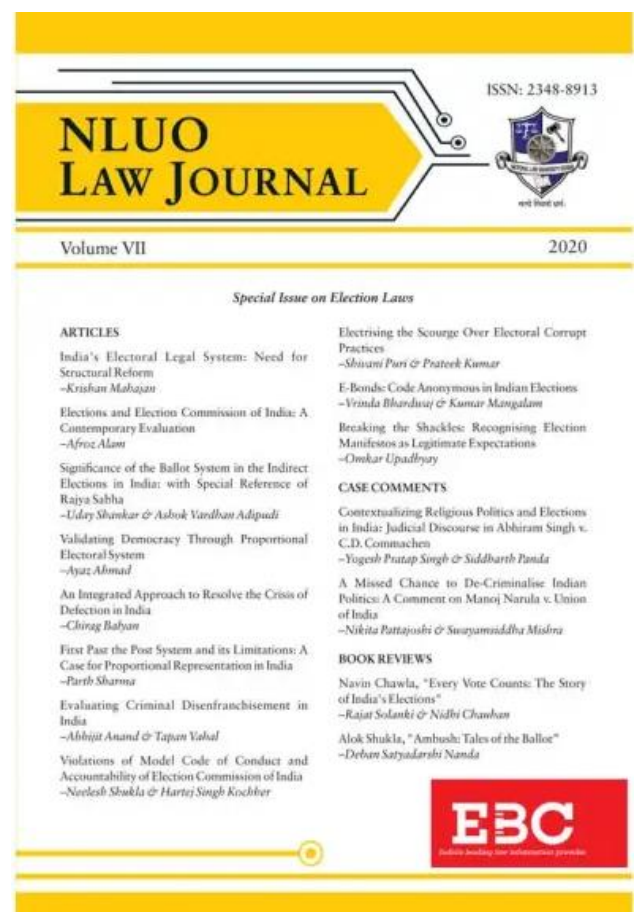 ISSN: 2348-8913
NLUO
LAW JOURNAL
Volume VII
2020
Special Issue on Election Laws
ARTICLES
India's Electoral Legal System: Need for
Structural Reform
–Krishan Mahajan
Elections and Election Commission of India: A
Contemporary Evaluation
–Afroz Alam
Significance of the Ballot System in the Indirect
Elections in India: with Special Reference of
Rajya Sabha
–Uday Shankar & Ashok Vardhan Adipudi
Validating Democracy Through Proportional
Electoral System
–Ayaz Ahmad
An Integrated Approach to Resolve the Crisis of
Defection in India
–Chirag Balyan
First Past the Post System and its Limitations: A
Case for Proportional Representation in India
–Parth Sharma
Evaluating Criminal Disenfranchisement in
India
–Abhijit Anand & Tapan Vahal
Violations of Model Code of Conduct and
Accountability of Election Commission of India
–Neelesh Shukla & Hartej Singh Kochher
Electrising the Scourge Over Electoral Corrupt
Practices
–Shivani Puri & Prateek Kumar
E-Bonds: Code Anonymous in Indian Elections
–Vrinda Bhardwaj & Kumar Mangalam
Breaking the Shackles: Recognising Election
Manifestos as Legitimate Expectations
–Omkar Upadhyay
CASE COMMENTS
Contextualizing Religious Politics and Elections
in India: Judicial Discourse in Abhiram Singh v.
C.D. Commachen
–Yogesh Pratap Singh & Siddharth Panda
A Missed Chance to De-Criminalise Indian
Politics: A Comment on Manoj Narula v. Union
of India
–Nikita Pattajoshi & Swayamsiddha Mishra
BOOK REVIEWS
Navin Chawla, "Every Vote Counts: The Story
of India's Elections"
–Rajat Solanki & Nidhi Chauhan
Alok Shukla, "Ambush: Tales of the Ballot"
–Deban Satyadarshi Nanda
EBC
India's leading law information provider